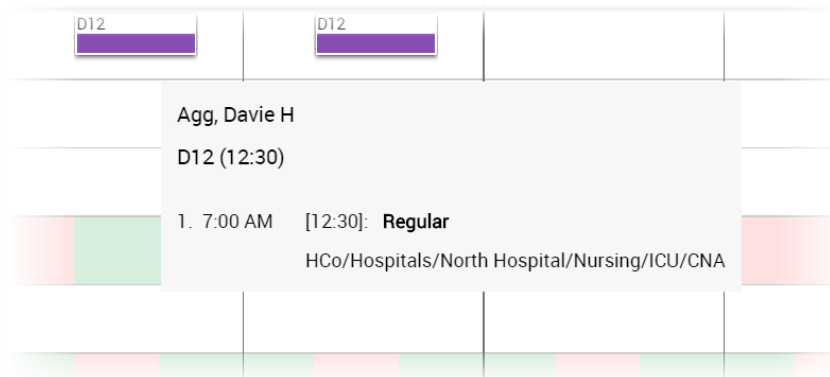 D12 D12
Agg, Davie H
D12 (12:30)
1. 7:00 AM [12:30]: Regular
HCo/Hospitals/North Hospital/Nursing/ICU/CNA